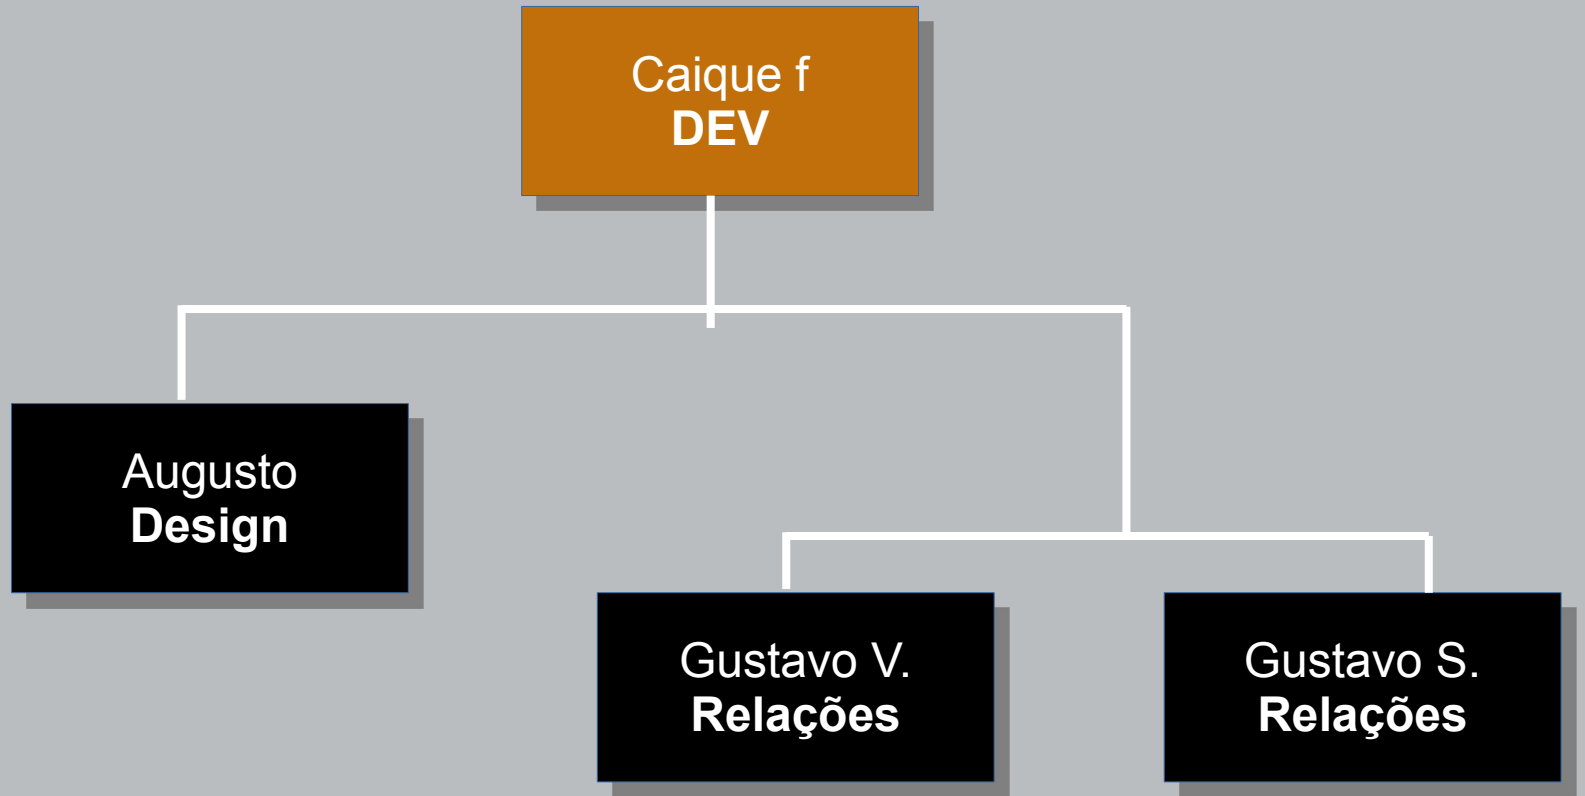 Caique f
DEV
Augusto
Design
Gustavo V.
Relações
Gustavo S.
Relações